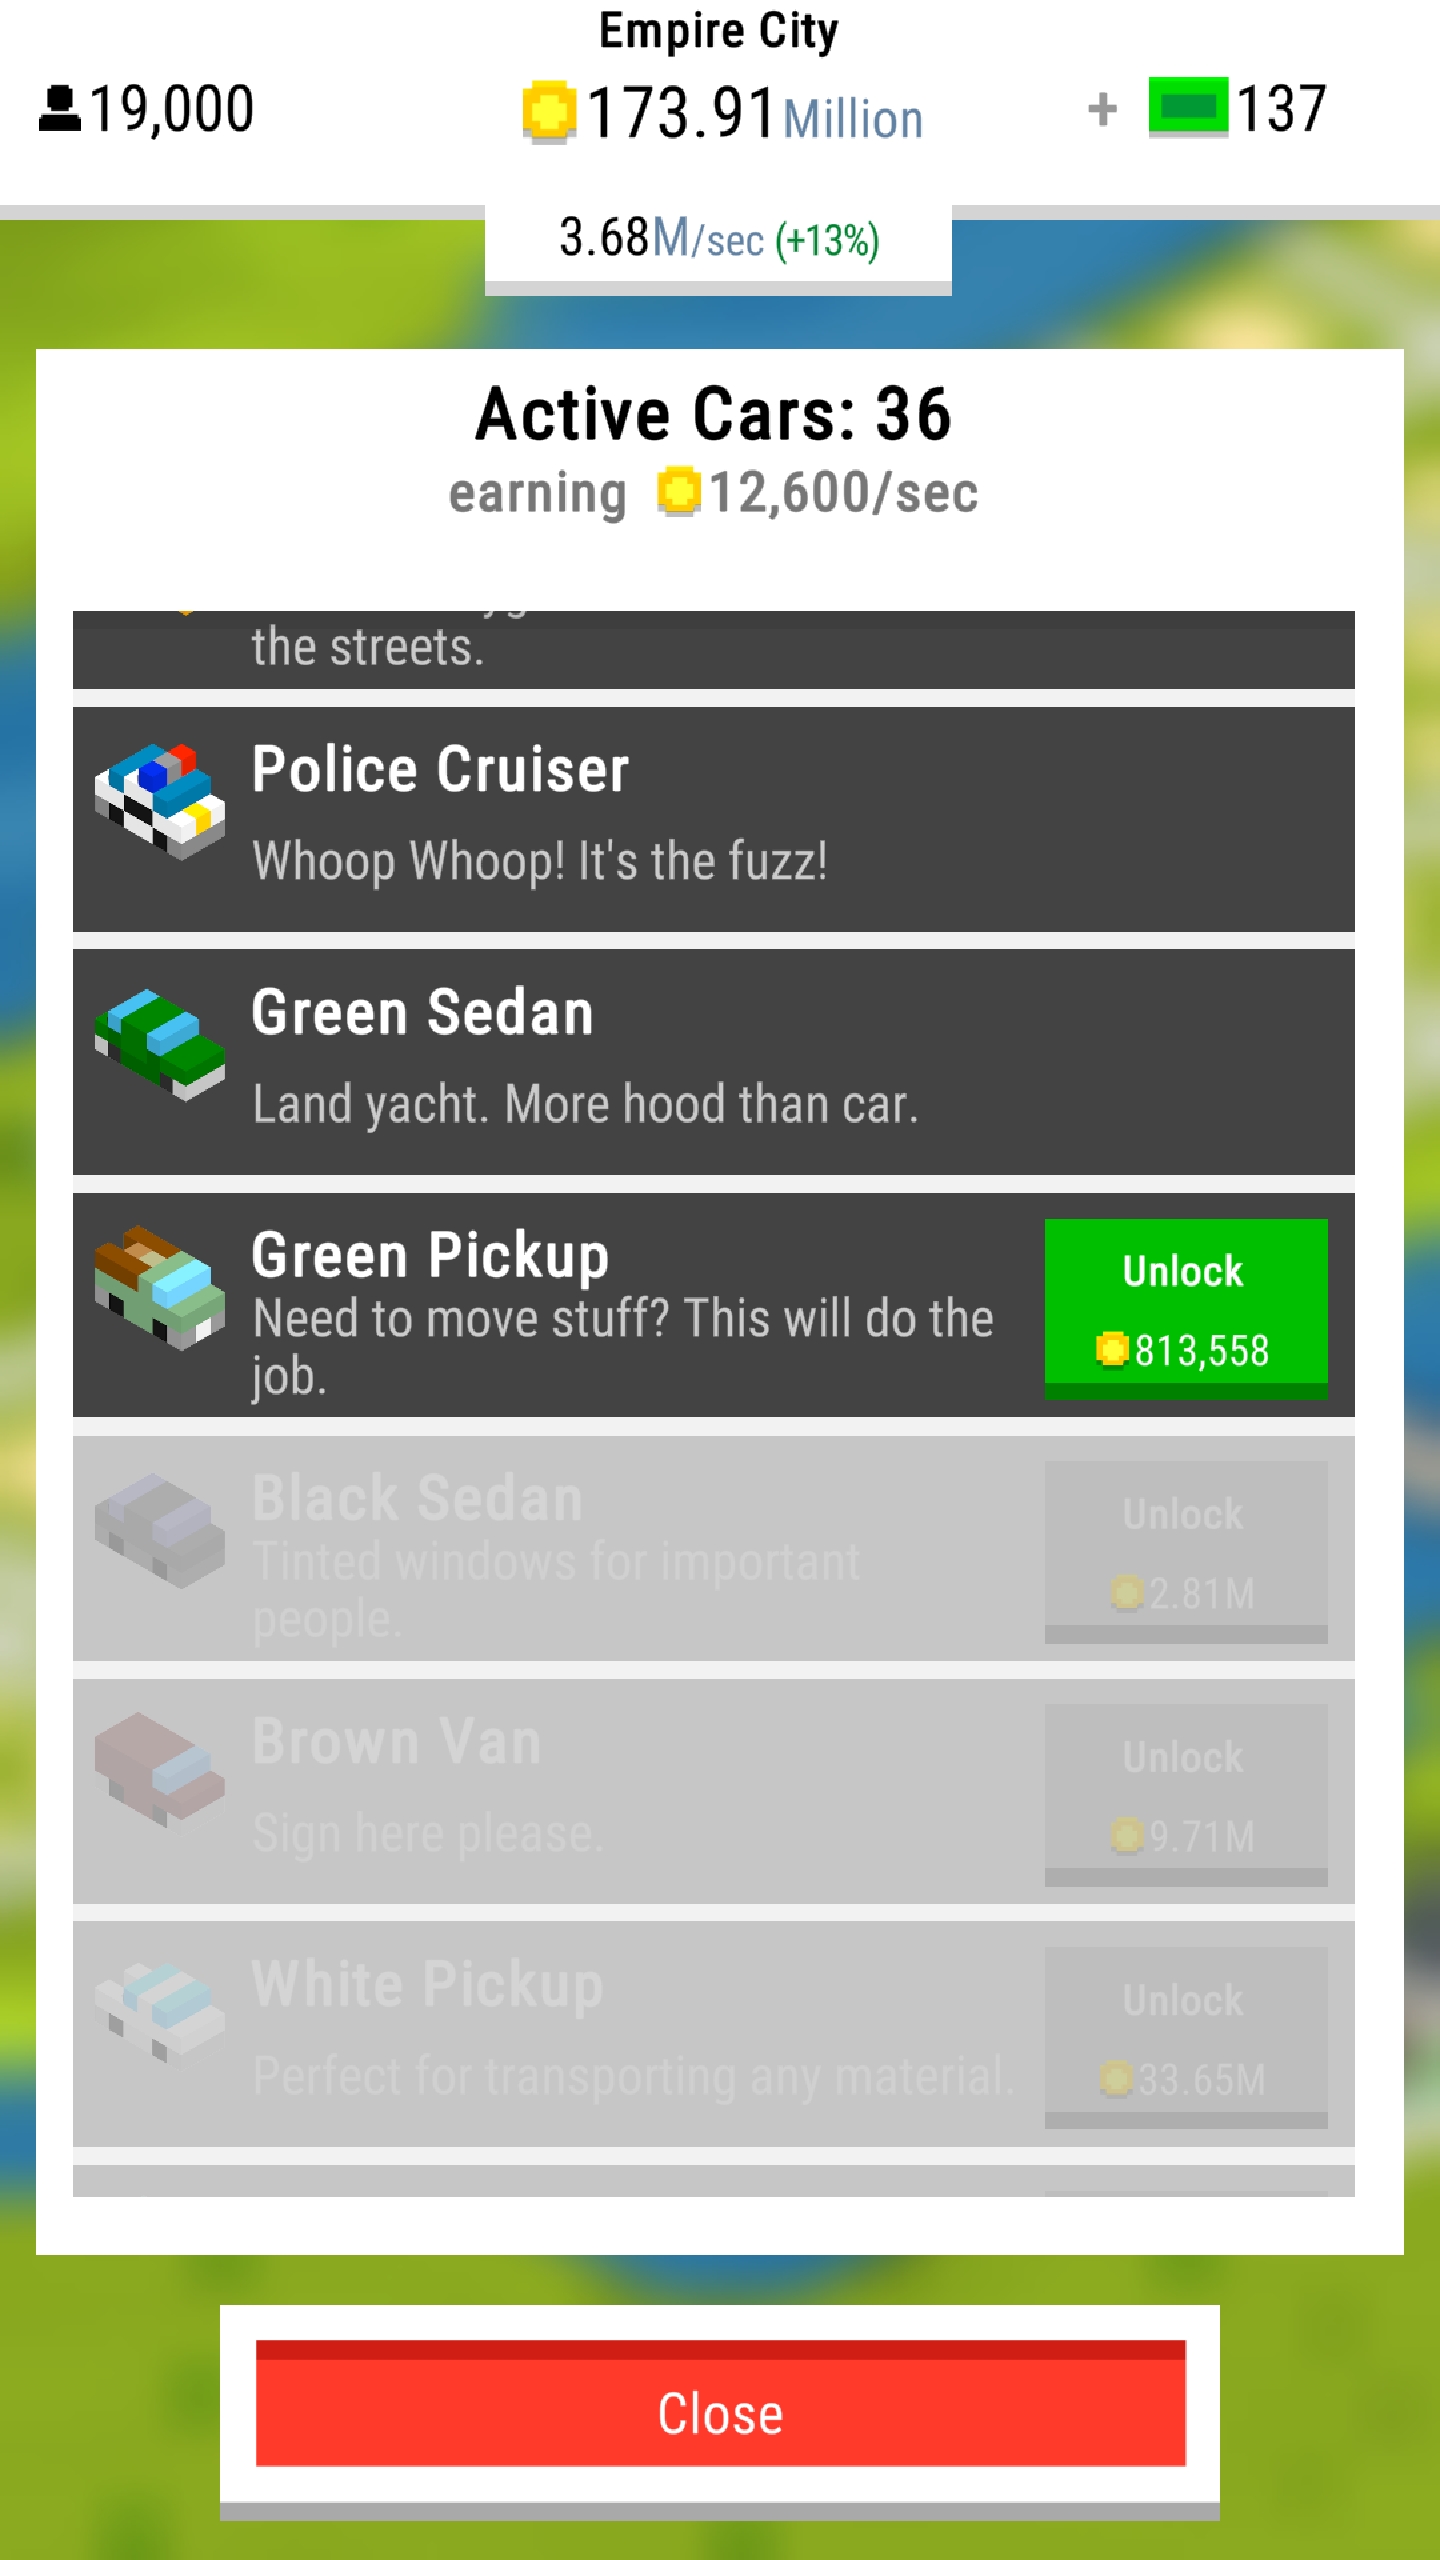 Empire City
19,000
173.91 Million
+ 137
3.68M/sec (+13%)
Active Cars: 36
earning 12,600/sec
the streets.
Police Cruiser
Whoop Whoop! It's the fuzz!
Green Sedan
Land yacht. More hood than car.
Green Pickup
Need to move stuff? This will do the
job.
Unlock
813,558
Black Sedan
Tinted windows for important
people.
Unlock
2.81M
Brown Van
Sign here please.
Unlock
9.71M
White Pickup
Perfect for transporting any material.
Unlock
33.65M
Close